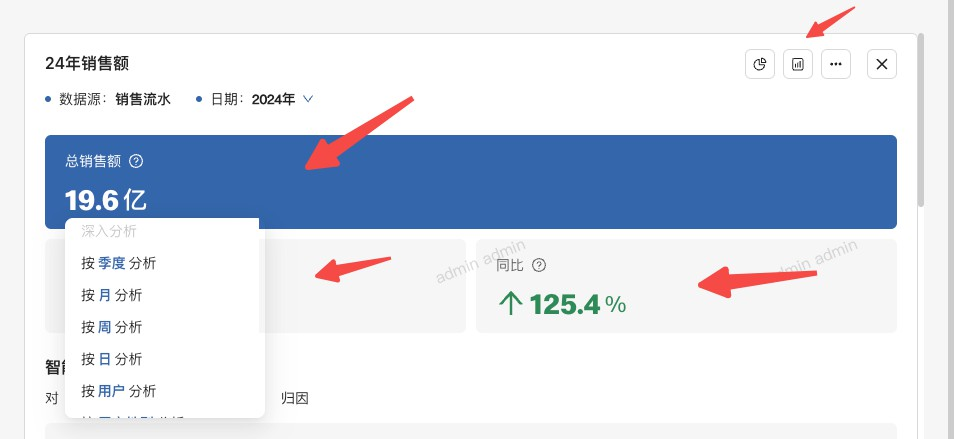 24年销售额
数据源：销售流水 日期：2024年
总销售额
19.6亿
深入分析
按 季度 分析
按 月 分析
按 周 分析
按 日 分析
按 用户 分析
同比
125.4%
admin admin
admin admin
对 归因